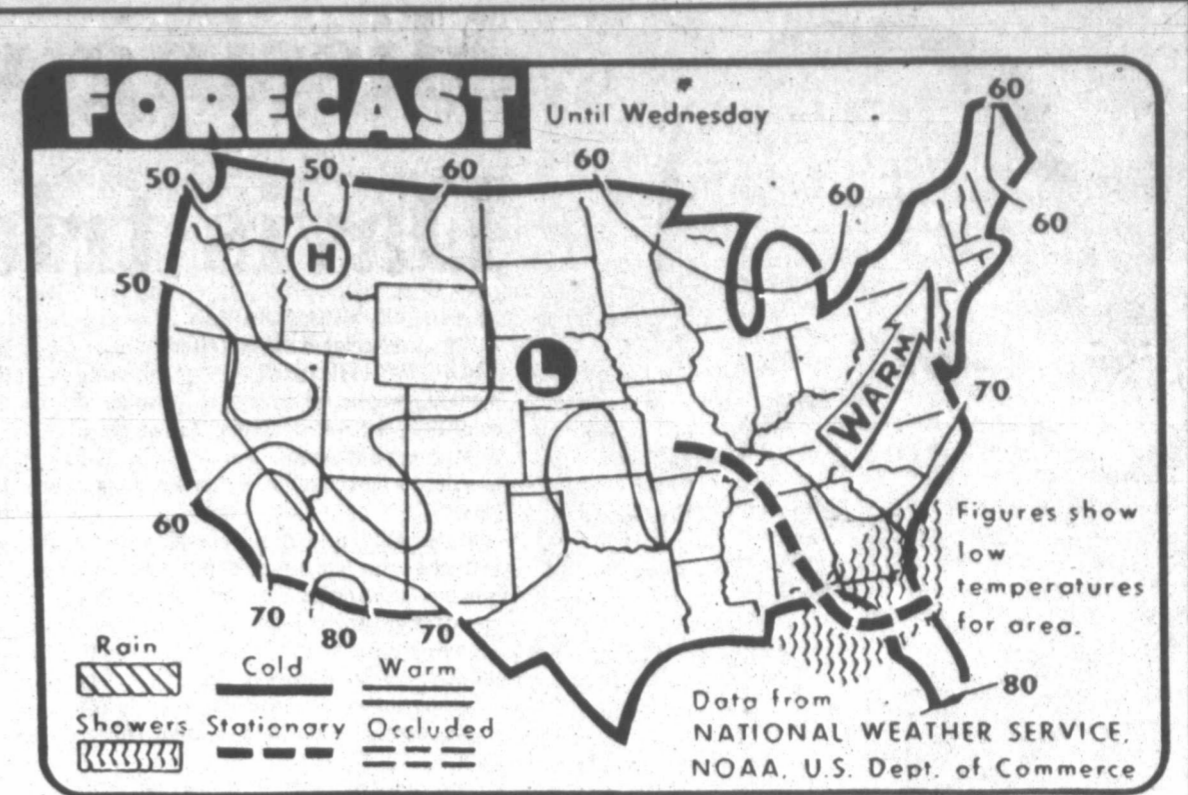 FORECAST
Until Wednesday
60
50
50
60
60
60
60
H
50
L
WARM
70
60
Figures show
low
temperatures
for area.
70
80
70
80
Rain
Cold
Warm
Showers
Stationary
Occluded
Data from
NATIONAL WEATHER SERVICE,
NOAA, U.S. Dept. of Commerce